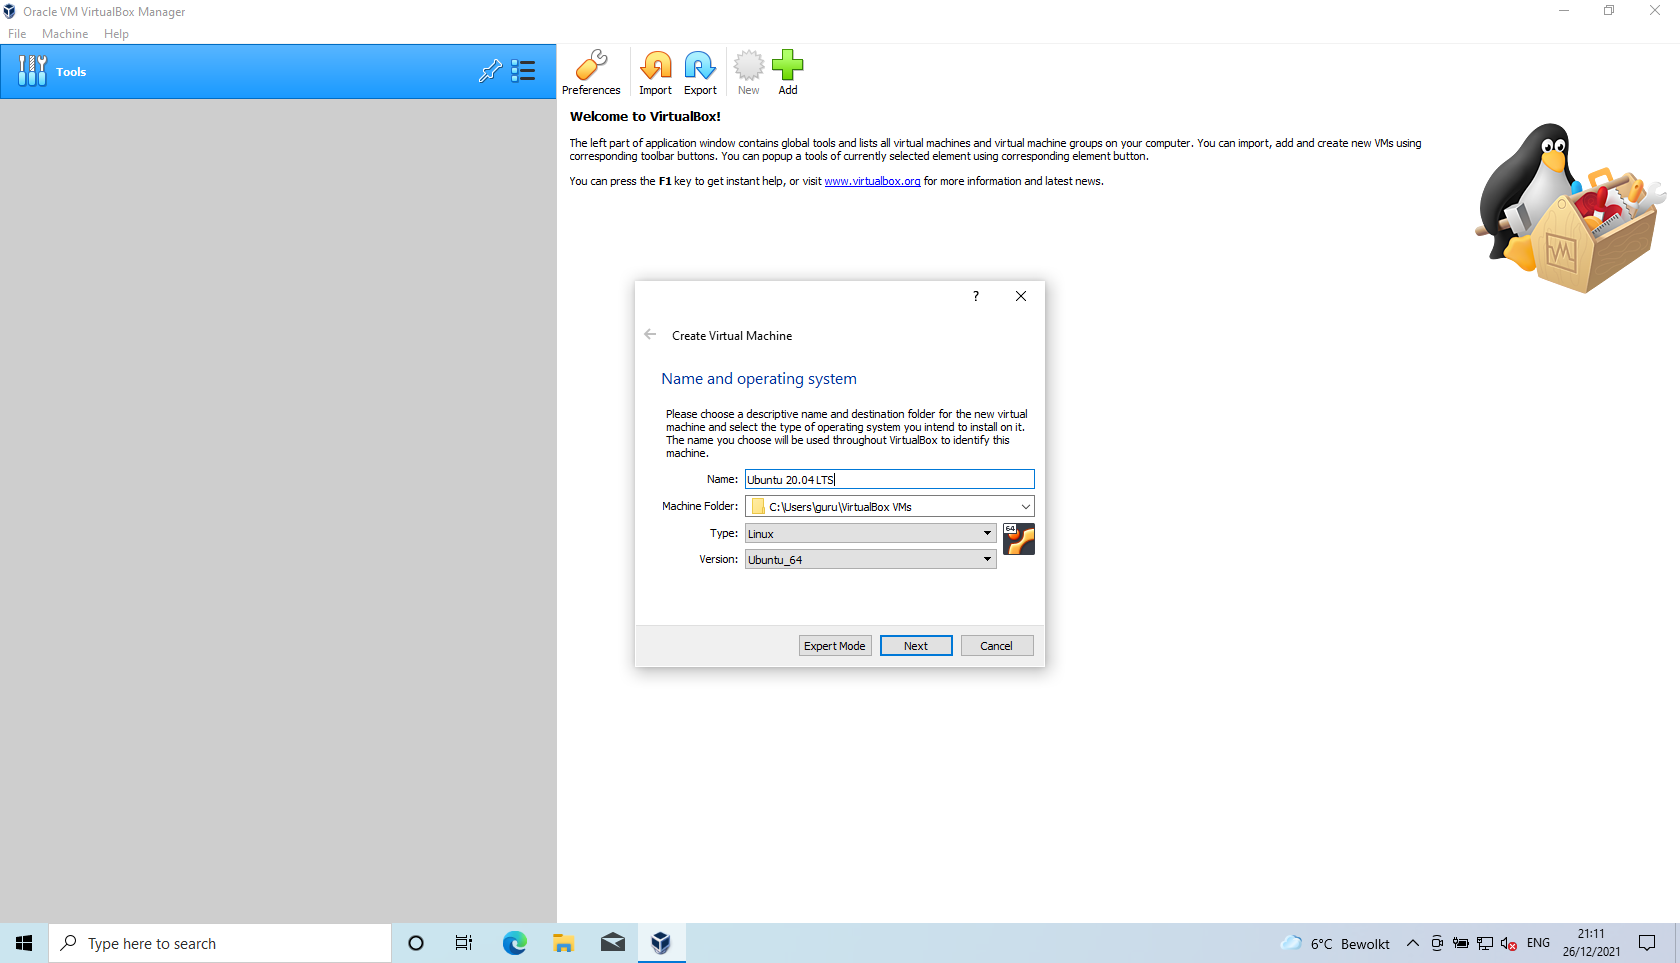 Oracle VM VirtualBox Manager
File Machine Help
Tools
Preferences Import Export New Add
Welcome to VirtualBox!
The left part of application window contains global tools and lists all virtual machines and virtual machine groups on your computer. You can import, add and create new VMs using
corresponding toolbar buttons. You can popup a tools of currently selected element using corresponding element button.
You can press the F1 key to get instant help, or visit www.virtualbox.org for more information and latest news.
?
Create Virtual Machine
Name and operating system
Please choose a descriptive name and destination folder for the new virtual
machine and select the type of operating system you intend to install on it.
The name you choose will be used throughout VirtualBox to identify this
machine.
Name: Ubuntu 20.04 LTS
Machine Folder: C:\Users\guru\VirtualBox VMs
Type: Linux
64
Version: Ubuntu_64
Expert Mode Next Cancel
Type here to search
6°C Bewolkt
ENG
21:11
26/12/2021